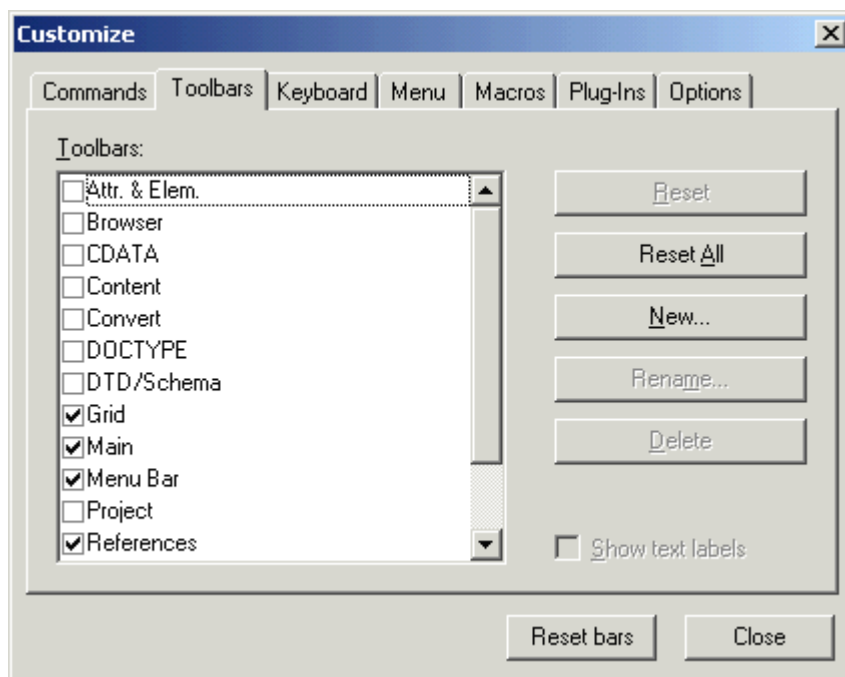 Customize
Commands Toolbars Keyboard Menu Macros Plug-Ins Options
Toolbars:
Attr. & Elem.
Browser
CDATA
Content
Convert
DOCTYPE
DTD/Schema
Grid
Main
Menu Bar
Project
References
Reset
Reset All
New...
Rename...
Delete
Show text labels
Reset bars Close